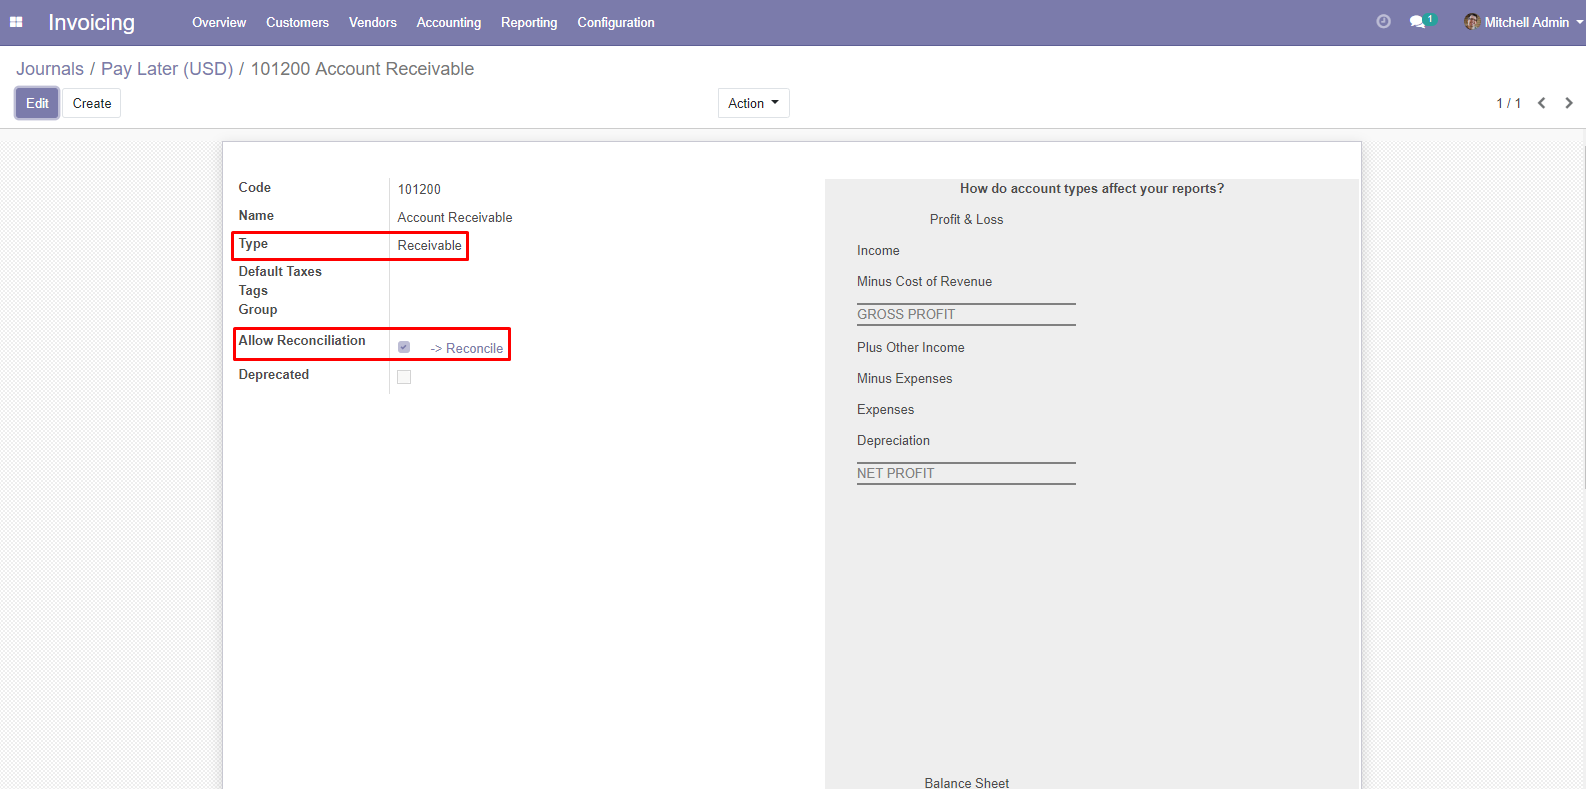 Invoicing Overview Customers Vendors Accounting Reporting Configuration 1 Mitchell Admin
Journals / Pay Later (USD) / 101200 Account Receivable
Edit Create Action 1 / 1
Code 101200
Name Account Receivable
Type Receivable
Default Taxes
Tags
Group
Allow Reconciliation -> Reconcile
Deprecated
How do account types affect your reports?
Profit & Loss
Income
Minus Cost of Revenue
GROSS PROFIT
Plus Other Income
Minus Expenses
Expenses
Depreciation
NET PROFIT
Balance Sheet